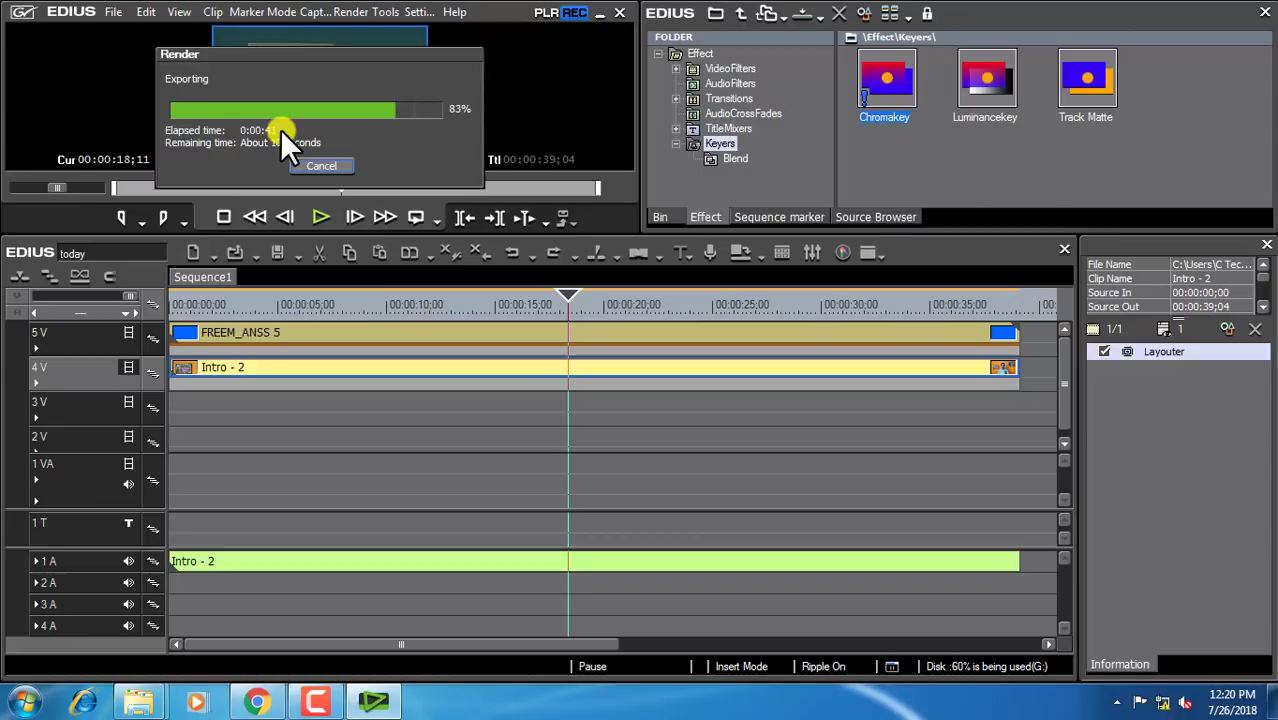 GV EDIUS File Edit View Clip Marker Mode Capt... Render Tools Setti... Help PLR REC
Render
Exporting
83%
Elapsed time: 0:00:41
Remaining time: About
Cancel
Cur 00:00:18;11
Ttl 00:00:39;04
EDIUS
FOLDER
Effect
VideoFilters
AudioFilters
Transitions
AudioCrossFades
TitleMixers
Keyers
Blend
\Effect\Keyers\
Chromakey
Luminancekey
Track Matte
Bin Effect Sequence marker Source Browser
EDIUS today
Sequence1
00:00:00;00 00:00:05;00 00:00:10;00 00:00:15;00 00:00:20;00 00:00:25;00 00:00:30;00 00:00:35;00 00:
5 V FREEM_ANSS 5
4 V Intro - 2
3 V
2 V
1 VA
1 T T
1 A Intro - 2
2 A
3 A
4 A
File Name C:\Users\C Tec...
Clip Name Intro - 2
Source In 00:00:00;00
Source Out 00:00:39;04
1/1 1
Layouter
Information
Pause Insert Mode Ripple On Disk :60% is being used(G:)
12:20 PM
7/26/2018